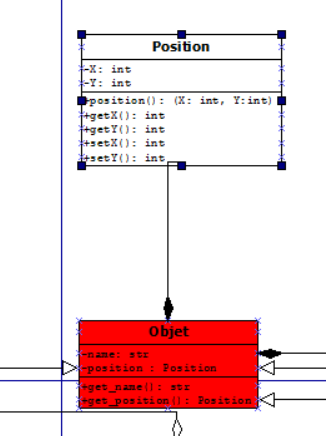 Position
-X: int
-Y: int
+position(): (X: int, Y:int)
+getX(): int
+getY(): int
+setX(): int
+setY(): int
Objet
-name: str
-position : Position
+get_name(): str
+get_position(): Position